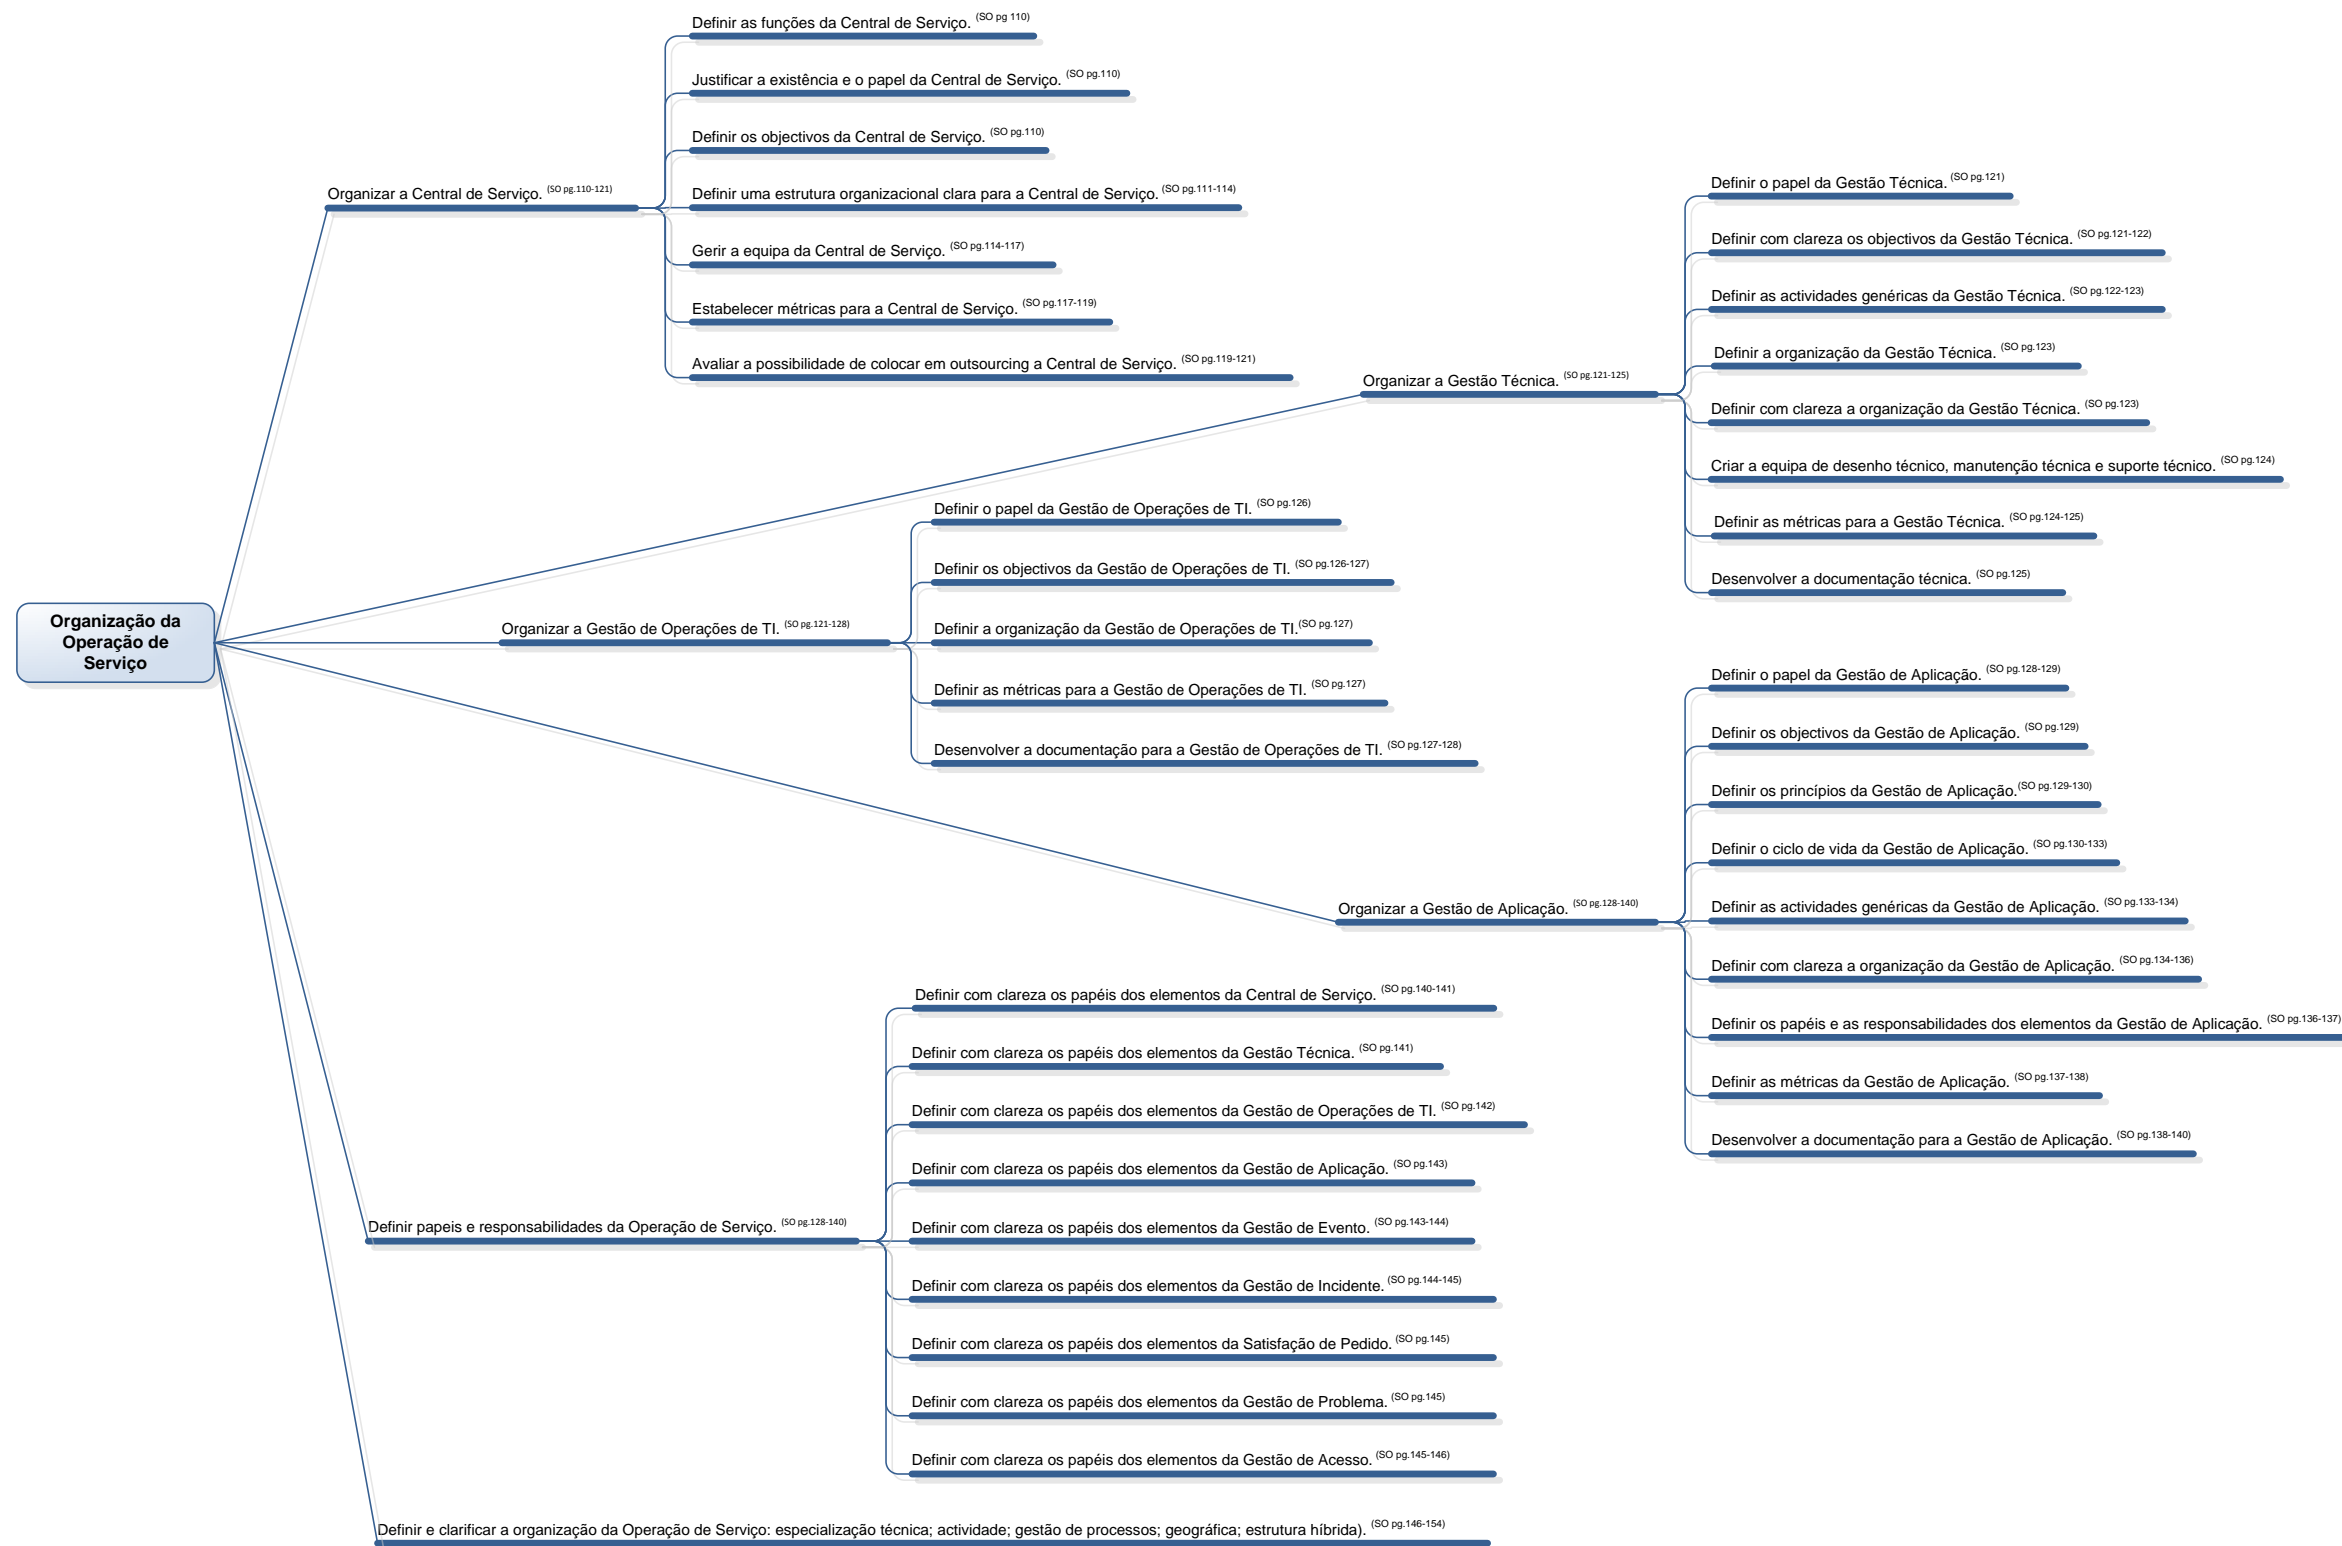 Organização da
Operação de
Serviço
Organizar a Central de Serviço. (SO pg.110-121)
Definir as funções da Central de Serviço. (SO pg 110)
Justificar a existência e o papel da Central de Serviço. (SO pg.110)
Definir os objectivos da Central de Serviço. (SO pg.110)
Definir uma estrutura organizacional clara para a Central de Serviço. (SO pg.111-114)
Gerir a equipa da Central de Serviço. (SO pg.114-117)
Estabelecer métricas para a Central de Serviço. (SO pg.117-119)
Avaliar a possibilidade de colocar em outsourcing a Central de Serviço. (SO pg.119-121)
Organizar a Gestão Técnica. (SO pg.121-125)
Definir o papel da Gestão Técnica. (SO pg.121)
Definir com clareza os objectivos da Gestão Técnica. (SO pg.121-122)
Definir as actividades genéricas da Gestão Técnica. (SO pg.122-123)
Definir a organização da Gestão Técnica. (SO pg.123)
Definir com clareza a organização da Gestão Técnica. (SO pg.123)
Criar a equipa de desenho técnico, manutenção técnica e suporte técnico. (SO pg.124)
Definir as métricas para a Gestão Técnica. (SO pg.124-125)
Desenvolver a documentação técnica. (SO pg.125)
Organizar a Gestão de Operações de TI. (SO pg.121-128)
Definir o papel da Gestão de Operações de TI. (SO pg.126)
Definir os objectivos da Gestão de Operações de TI. (SO pg.126-127)
Definir a organização da Gestão de Operações de TI.(SO pg.127)
Definir as métricas para a Gestão de Operações de TI. (SO pg.127)
Desenvolver a documentação para a Gestão de Operações de TI. (SO pg.127-128)
Organizar a Gestão de Aplicação. (SO pg.128-140)
Definir o papel da Gestão de Aplicação. (SO pg.128-129)
Definir os objectivos da Gestão de Aplicação. (SO pg.129)
Definir os princípios da Gestão de Aplicação.(SO pg.129-130)
Definir o ciclo de vida da Gestão de Aplicação. (SO pg.130-133)
Definir as actividades genéricas da Gestão de Aplicação. (SO pg.133-134)
Definir com clareza a organização da Gestão de Aplicação. (SO pg.134-136)
Definir os papéis e as responsabilidades dos elementos da Gestão de Aplicação. (SO pg.136-137)
Definir as métricas da Gestão de Aplicação. (SO pg.137-138)
Desenvolver a documentação para a Gestão de Aplicação. (SO pg.138-140)
Definir papeis e responsabilidades da Operação de Serviço. (SO pg.128-140)
Definir com clareza os papéis dos elementos da Central de Serviço. (SO pg.140-141)
Definir com clareza os papéis dos elementos da Gestão Técnica. (SO pg.141)
Definir com clareza os papéis dos elementos da Gestão de Operações de TI. (SO pg.142)
Definir com clareza os papéis dos elementos da Gestão de Aplicação. (SO pg.143)
Definir com clareza os papéis dos elementos da Gestão de Evento. (SO pg.143-144)
Definir com clareza os papéis dos elementos da Gestão de Incidente. (SO pg.144-145)
Definir com clareza os papéis dos elementos da Satisfação de Pedido. (SO pg.145)
Definir com clareza os papéis dos elementos da Gestão de Problema. (SO pg.145)
Definir com clareza os papéis dos elementos da Gestão de Acesso. (SO pg.145-146)
Definir e clarificar a organização da Operação de Serviço: especialização técnica; actividade; gestão de processos; geográfica; estrutura híbrida). (SO pg.146-154)